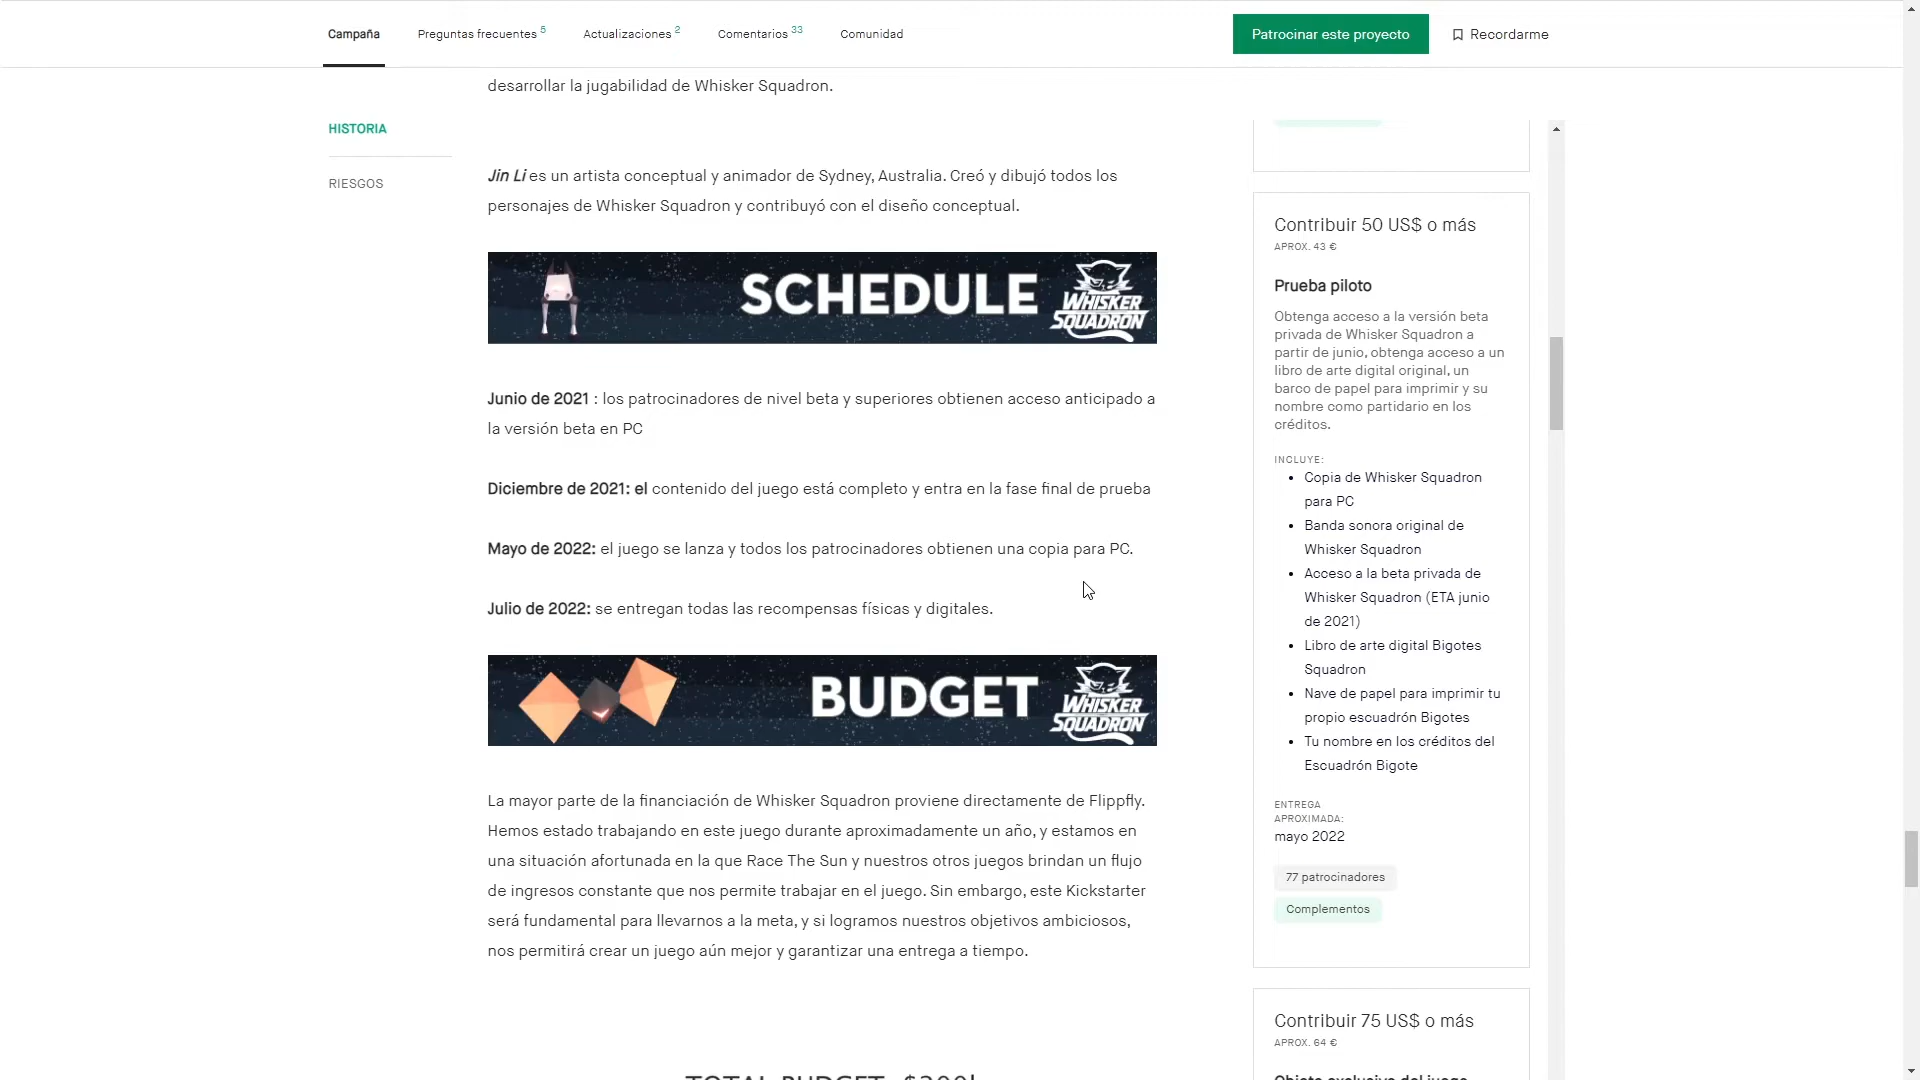 Campaña
Preguntas frecuentes 5
Actualizaciones 2
Comentarios 33
Comunidad
Patrocinar este proyecto
Recordarme
HISTORIA
RIESGOS
desarrollar la jugabilidad de Whisker Squadron.
Jin Li es un artista conceptual y animador de Sydney, Australia. Creó y dibujó todos los
personajes de Whisker Squadron y contribuyó con el diseño conceptual.
SCHEDULE
WHISKER
SQUADRON
Junio de 2021 : los patrocinadores de nivel beta y superiores obtienen acceso anticipado a
la versión beta en PC
Diciembre de 2021: el contenido del juego está completo y entra en la fase final de prueba
Mayo de 2022: el juego se lanza y todos los patrocinadores obtienen una copia para PC.
Julio de 2022: se entregan todas las recompensas físicas y digitales.
BUDGET
WHISKER
SQUADRON
La mayor parte de la financiación de Whisker Squadron proviene directamente de Flippfly.
Hemos estado trabajando en este juego durante aproximadamente un año, y estamos en
una situación afortunada en la que Race The Sun y nuestros otros juegos brindan un flujo
de ingresos constante que nos permite trabajar en el juego. Sin embargo, este Kickstarter
será fundamental para llevarnos a la meta, y si logramos nuestros objetivos ambiciosos,
nos permitirá crear un juego aún mejor y garantizar una entrega a tiempo.
TOTAL BUDGET
Contribuir 50 US$ o más
APROX. 43 €
Prueba piloto
Obtenga acceso a la versión beta
privada de Whisker Squadron a
partir de junio, obtenga acceso a un
libro de arte digital original, un
barco de papel para imprimir y su
nombre como partidario en los
créditos.
INCLUYE:
• Copia de Whisker Squadron
para PC
• Banda sonora original de
Whisker Squadron
• Acceso a la beta privada de
Whisker Squadron (ETA junio
de 2021)
• Libro de arte digital Bigotes
Squadron
• Nave de papel para imprimir tu
propio escuadrón Bigotes
• Tu nombre en los créditos del
Escuadrón Bigote
ENTREGA
APROXIMADA:
mayo 2022
77 patrocinadores
Complementos
Contribuir 75 US$ o más
APROX. 64 €
Objeto exclusivo del juego